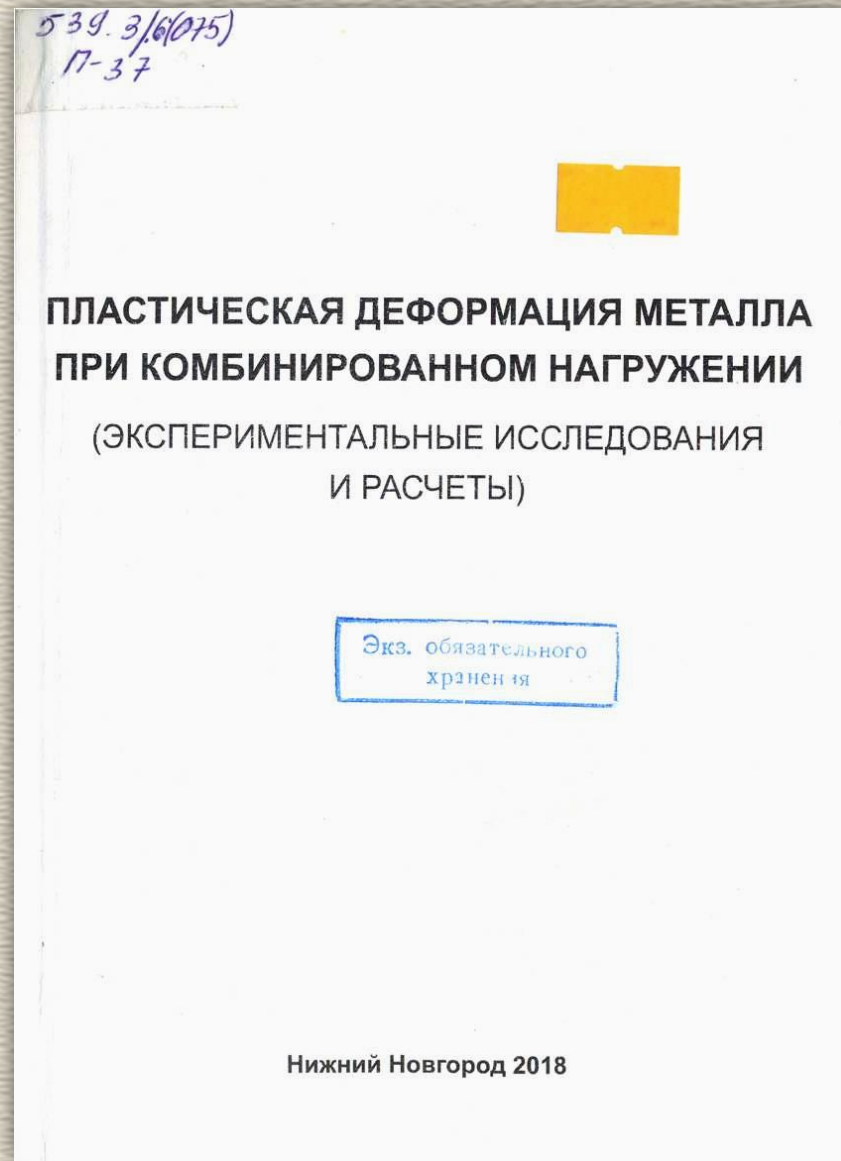 539.3/6(075)
П-37
ПЛАСТИЧЕСКАЯ ДЕФОРМАЦИЯ МЕТАЛЛА
ПРИ КОМБИНИРОВАННОМ НАГРУЖЕНИИ
(ЭКСПЕРИМЕНТАЛЬНЫЕ ИССЛЕДОВАНИЯ
И РАСЧЕТЫ)
Экз. обязательного
хранения
Нижний Новгород 2018